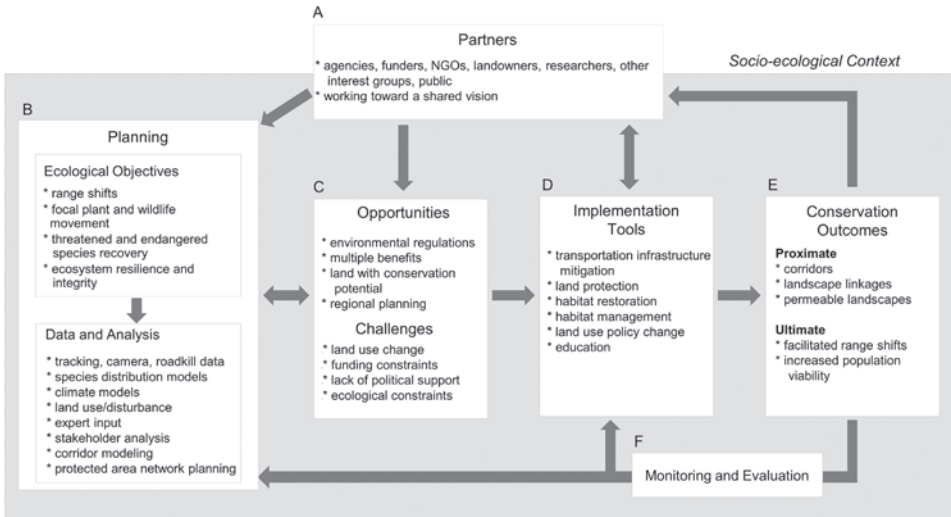 A
Partners
* agencies, funders, NGOs, landowners, researchers, other
interest groups, public
* working toward a shared vision
Socio-ecological Context
B
Planning
Ecological Objectives
* range shifts
* focal plant and wildlife
movement
* threatened and endangered
species recovery
* ecosystem resilience and
integrity
Data and Analysis
* tracking, camera, roadkill data
* species distribution models
* climate models
* land use/disturbance
* expert input
* stakeholder analysis
* corridor modeling
* protected area network planning
C
Opportunities
* environmental regulations
* multiple benefits
* land with conservation
potential
* regional planning
Challenges
* land use change
* funding constraints
* lack of political support
* ecological constraints
D
Implementation
Tools
* transportation infrastructure
mitigation
* land protection
* habitat restoration
* habitat management
* land use policy change
* education
E
Conservation
Outcomes
Proximate
* corridors
* landscape linkages
* permeable landscapes
Ultimate
* facilitated range shifts
* increased population
viability
F
Monitoring and Evaluation